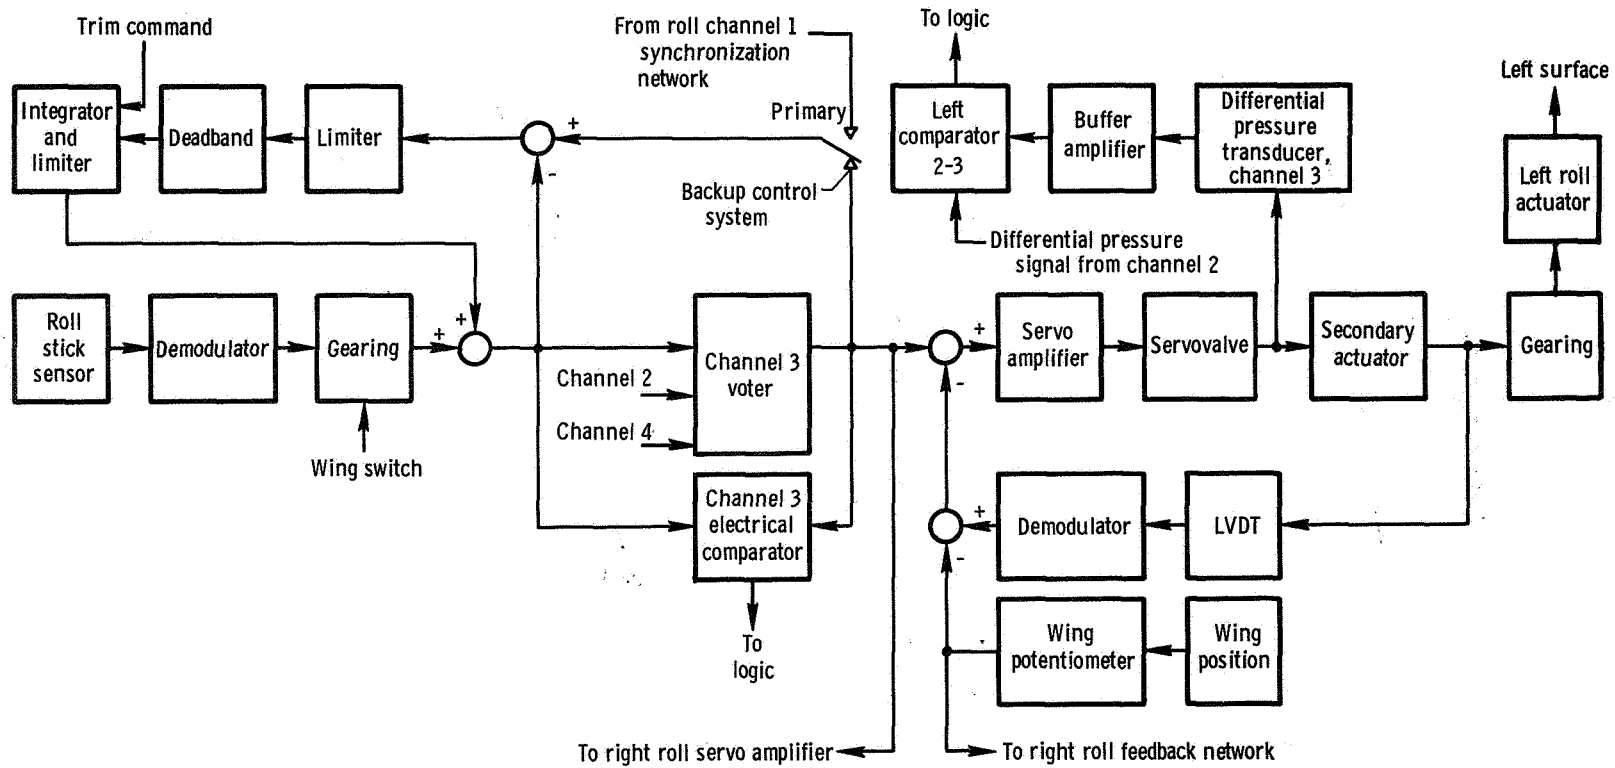 Trim command
From roll channel 1
synchronization
network
To logic
Left surface
Integrator
and
limiter
Deadband
Limiter
+
-
Primary
Backup control
system
Left
comparator
2-3
Buffer
amplifier
Differential
pressure
transducer,
channel 3
Left roll
actuator
Differential pressure
signal from channel 2
Roll
stick
sensor
Demodulator
Gearing
+
+
Wing switch
Channel 2
Channel 4
Channel 3
voter
+
-
Servo
amplifier
Servovalve
Secondary
actuator
Gearing
Channel 3
electrical
comparator
To
logic
+
-
Demodulator
LVDT
Wing
potentiometer
Wing
position
To right roll servo amplifier
To right roll feedback network